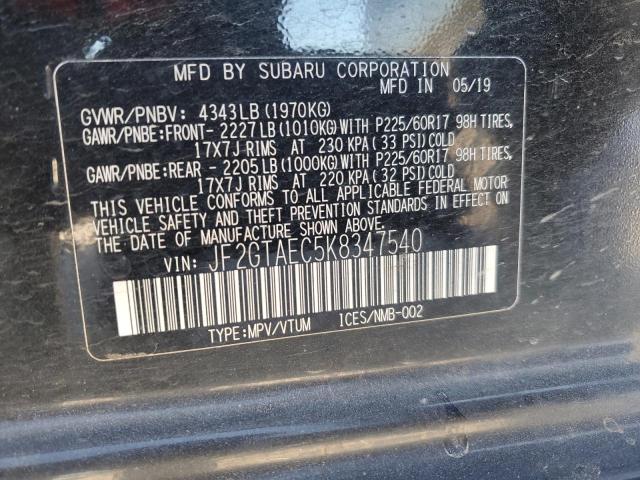 MFD BY SUBARU CORPORATION
MFD IN 05/19
GVWR/PNBV: 4343LB(1970KG)
GAWR/PNBE:FRONT- 2227LB(1010KG)WITH P225/60R17 98H TIRES,
17X7J RIMS AT 230 KPA(33 PSI)COLD
GAWR/PNBE:REAR - 2205LB(1000KG)WITH P225/60R17 98H TIRES,
17X7J RIMS AT 220 KPA(32 PSI)COLD
THIS VEHICLE CONFORMS TO ALL APPLICABLE FEDERAL MOTOR
VEHICLE SAFETY AND THEFT PREVENTION STANDARDS IN EFFECT ON
THE DATE OF MANUFACTURE SHOWN ABOVE.
VIN: JF2GTAEC5K8347540
TYPE:MPV/VTUM ICES/NMB-002